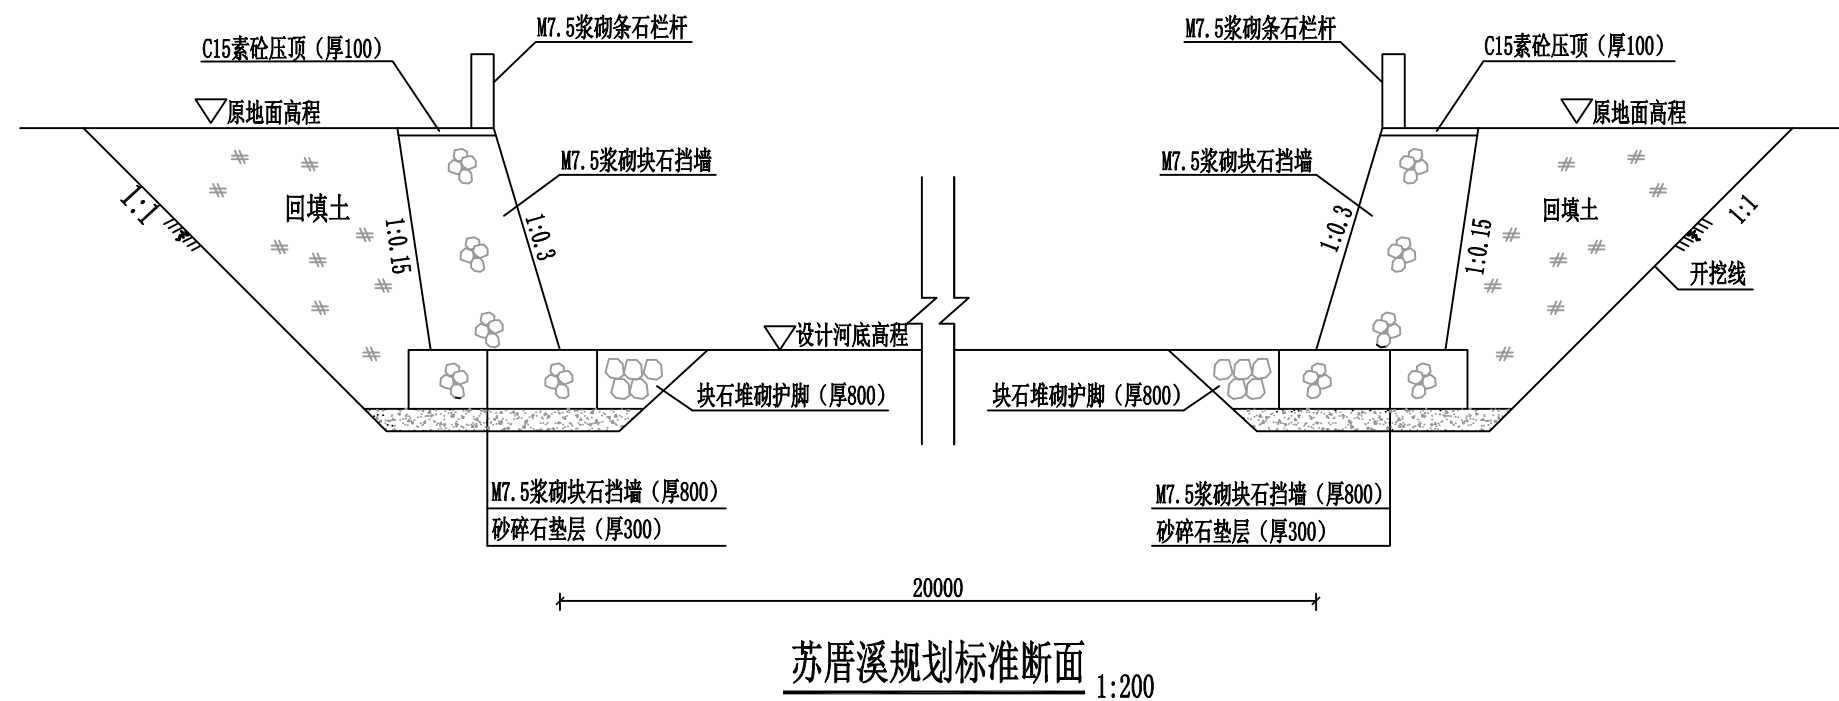 M7.5浆砌条石栏杆
M7.5浆砌条石栏杆
C15素砼压顶（厚100）
C15素砼压顶（厚100）
原地面高程
原地面高程
M7.5浆砌块石挡墙
M7.5浆砌块石挡墙
1:1
回填土
1:0.15
1:0.3
1:0.3
1:0.15
回填土
1:1
开挖线
设计河底高程
块石堆砌护脚（厚800）
块石堆砌护脚（厚800）
M7.5浆砌块石挡墙（厚800）
砂碎石垫层（厚300）
M7.5浆砌块石挡墙（厚800）
砂碎石垫层（厚300）
20000
苏厝溪规划标准断面
1:200